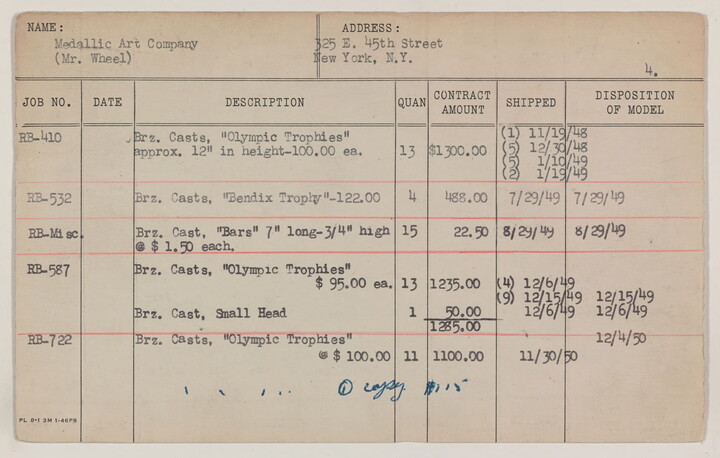 NAME: ADDRESS:
Medallic Art Company 325 E. 45th Street
(Mr. Wheel) New York, N.Y.
4.
JOB NO. DATE DESCRIPTION QUAN CONTRACT AMOUNT SHIPPED DISPOSITION OF MODEL
RB-410 Brz. Casts, "Olympic Trophies" (1) 11/19/48
approx. 12" in height-100.00 ea. 13 $1300.00 (5) 12/30/48
(5) 1/10/49
(2) 1/19/49
RB-532 Brz. Casts, "Bendix Trophy"-122.00 4 488.00 7/29/49 7/29/49
RB-Misc. Brz. Cast, "Bars" 7" long-3/4" high 15 22.50 8/29/49 8/29/49
@ $ 1.50 each.
RB-587 Brz. Casts, "Olympic Trophies"
$ 95.00 ea. 13 1235.00 (4) 12/6/49
(9) 12/15/49 12/15/49
Brz. Cast, Small Head 1 50.00 12/6/49 12/6/49
1285.00
RB-722 Brz. Casts, "Olympic Trophies" 12/4/50
@ $ 100.00 11 1100.00 11/30/50
① copy $115
PL 8-1 3M 1-46PB